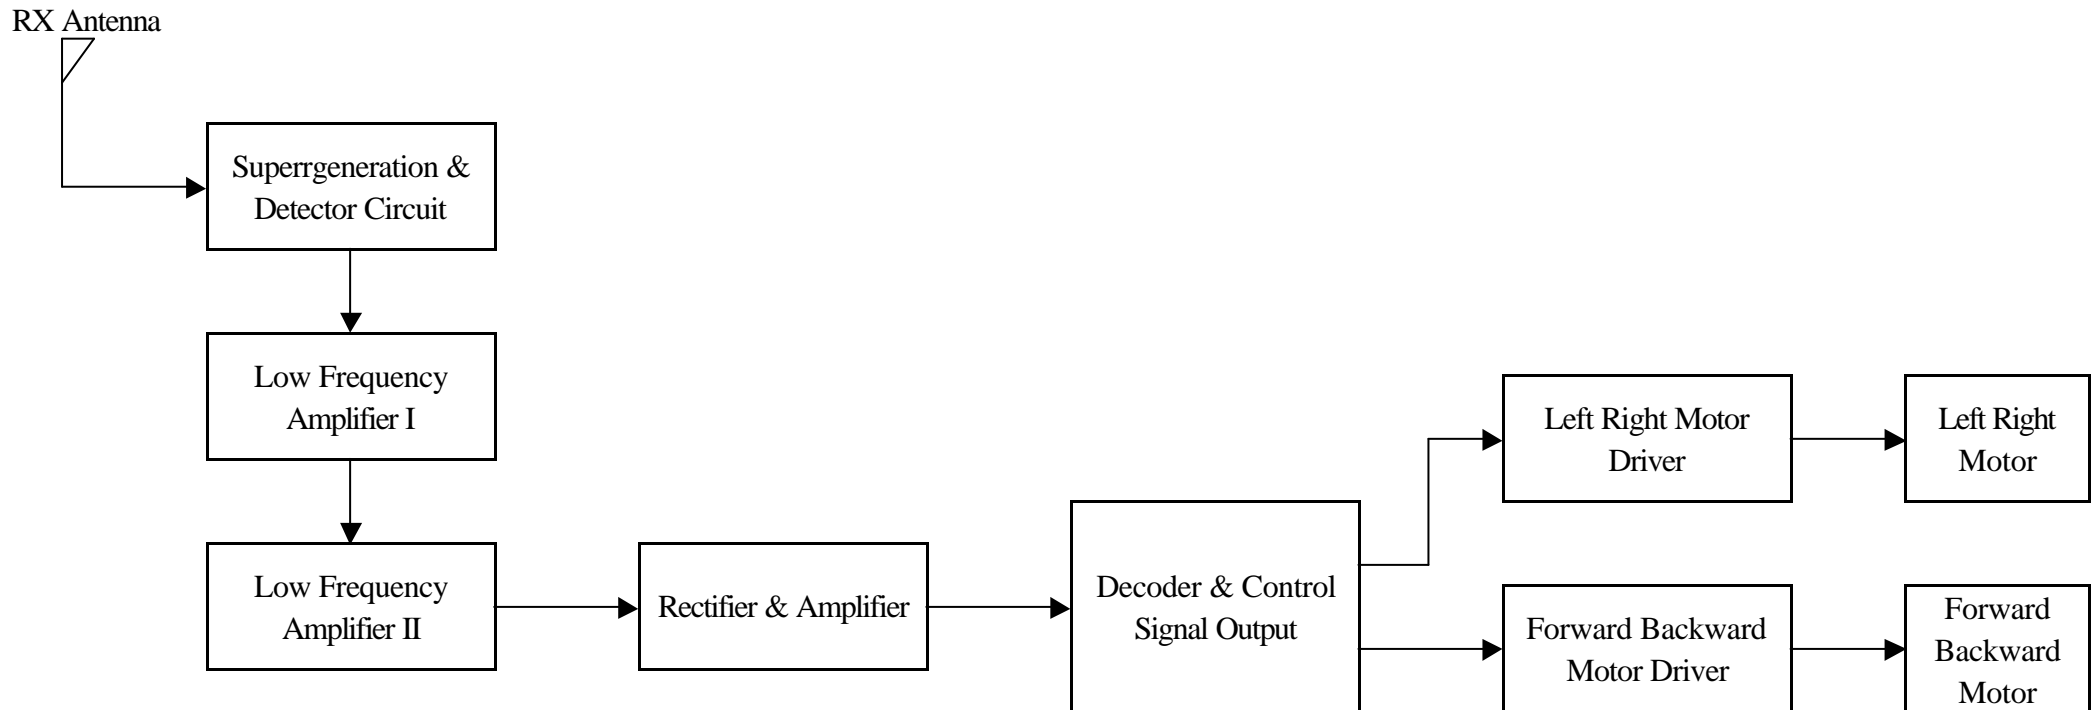 RX Antenna
Superrgeneration &
Detector Circuit
Low Frequency
Amplifier I
Low Frequency
Amplifier II
Rectifier & Amplifier
Decoder & Control
Signal Output
Left Right Motor
Driver
Left Right
Motor
Forward Backward
Motor Driver
Forward
Backward
Motor